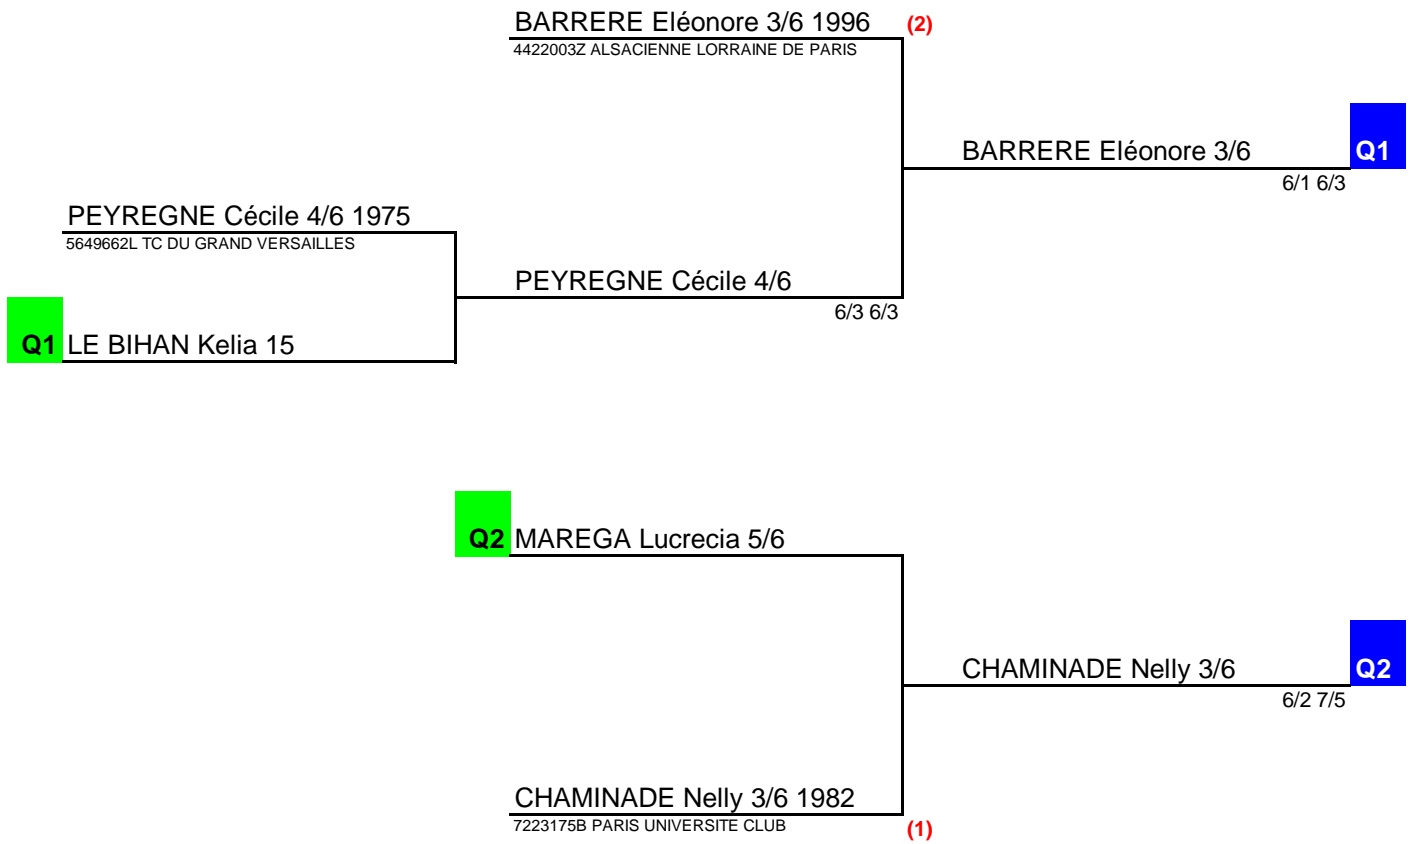 BARRERE Eléonore 3/6 1996 (2)
4422003Z ALSACIENNE LORRAINE DE PARIS
BARRERE Eléonore 3/6 Q1
6/1 6/3
PEYREGNE Cécile 4/6 1975
5649662L TC DU GRAND VERSAILLES
PEYREGNE Cécile 4/6
6/3 6/3
Q1 LE BIHAN Kelia 15
Q2 MAREGA Lucrecia 5/6
CHAMINADE Nelly 3/6 Q2
6/2 7/5
CHAMINADE Nelly 3/6 1982
7223175B PARIS UNIVERSITE CLUB (1)